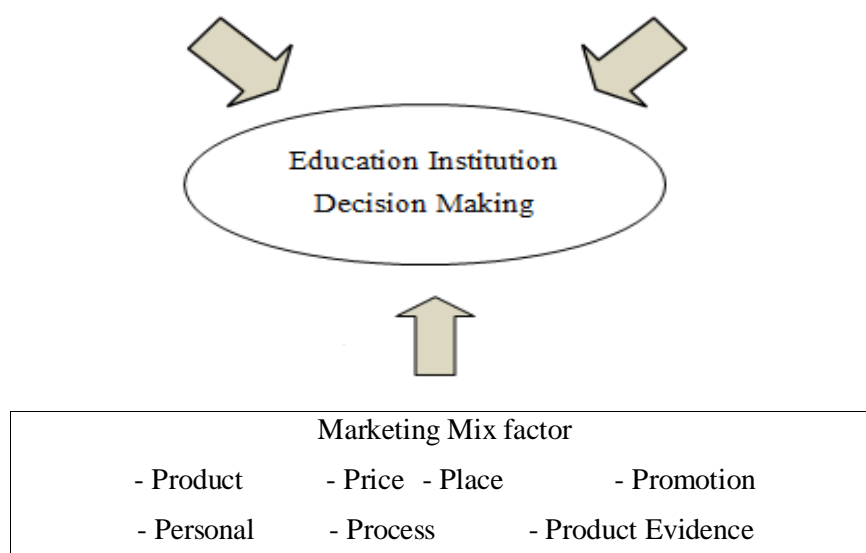 Education Institution
Decision Making
Marketing Mix factor
- Product - Price - Place - Promotion
- Personal - Process - Product Evidence